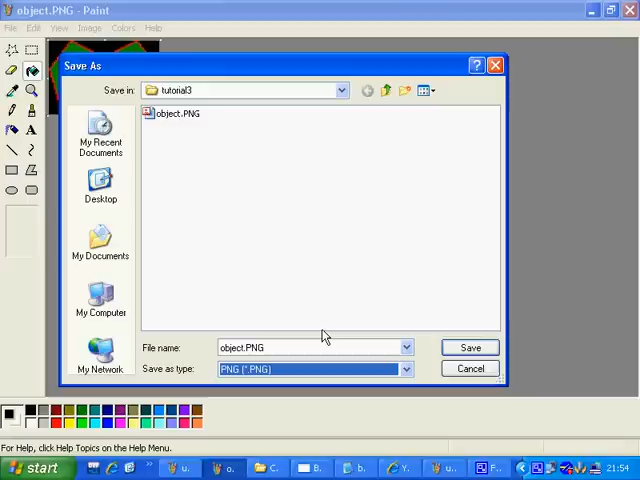 object.PNG - Paint
File Edit View Image Colors Help
Save As
Save in: tutorial3
object.PNG
My Recent
Documents
Desktop
My Documents
My Computer
My Network
File name: object.PNG Save
Save as type: PNG (*.PNG) Cancel
For Help, click Help Topics on the Help Menu.
start u.. o.. C.. B.. b.. Y.. u.. F.. 21:54